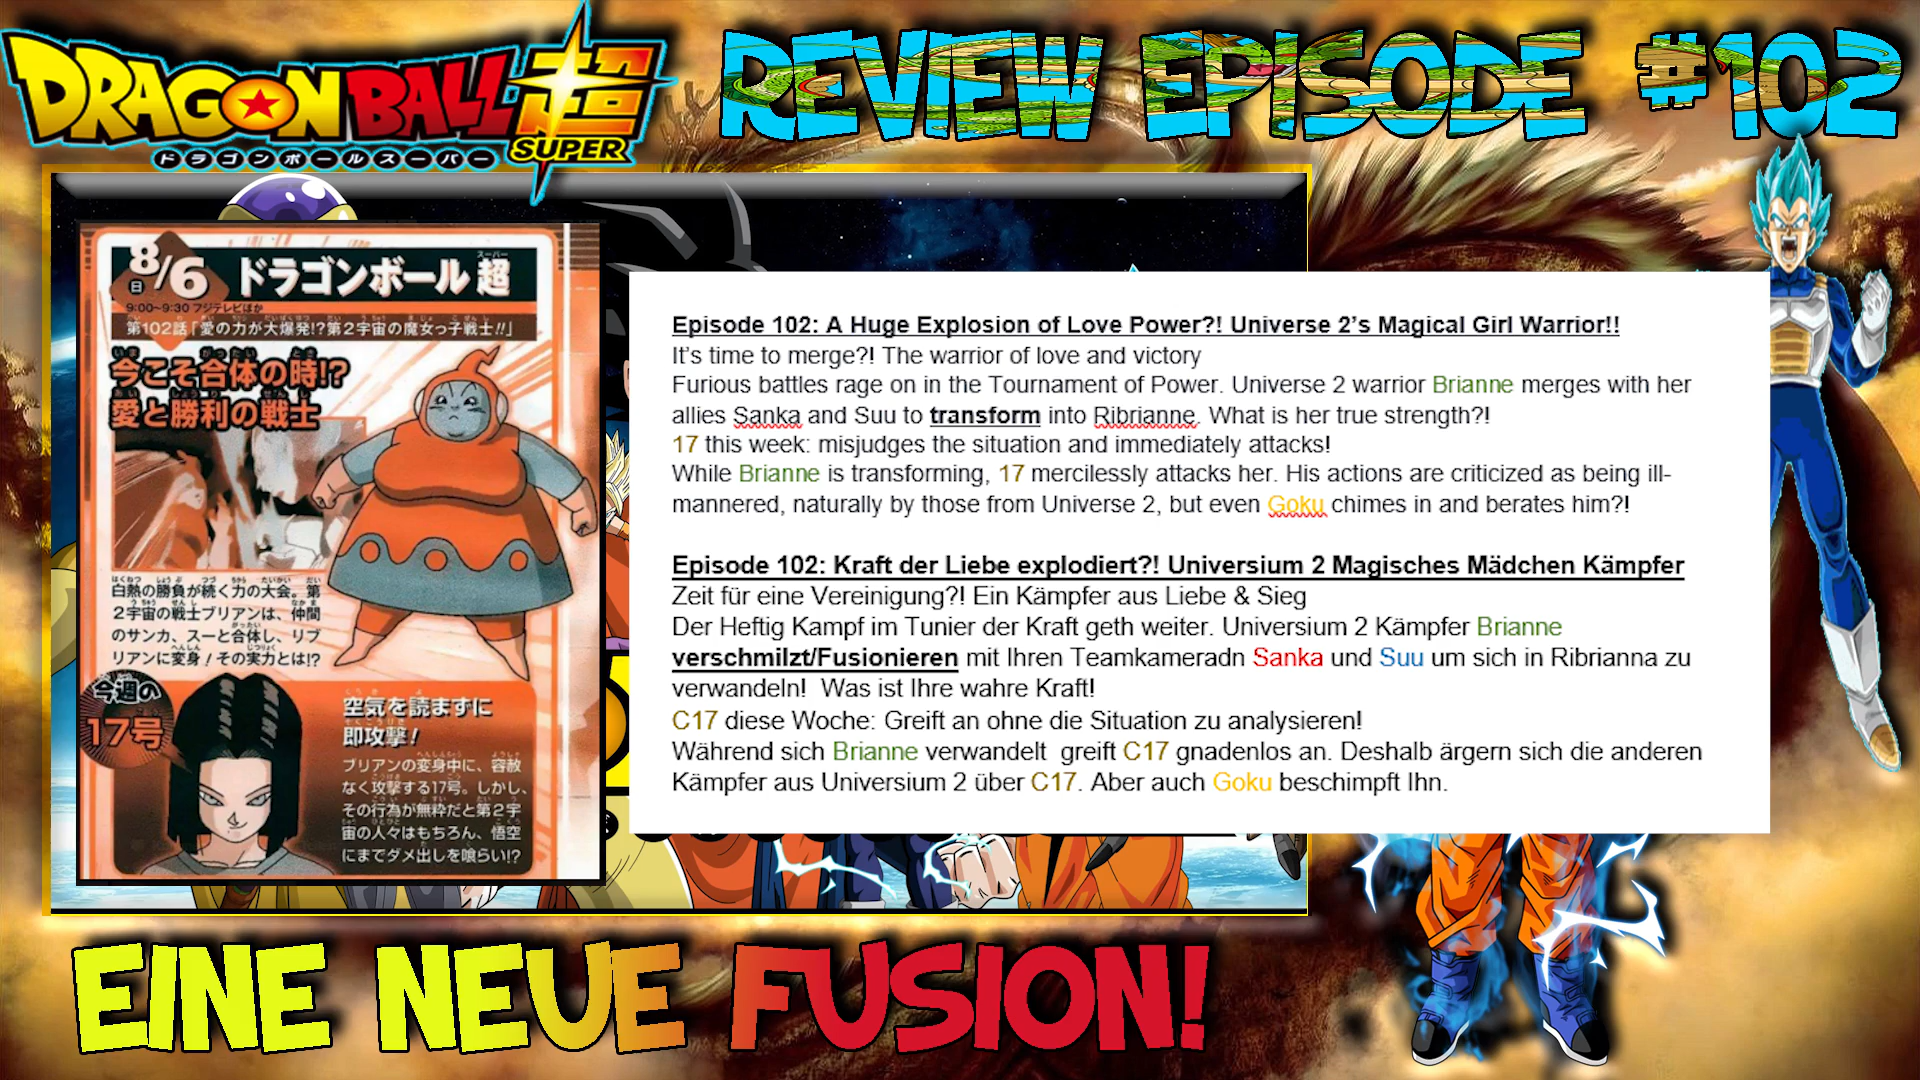 DRAGON BALL 超
SUPER
ドラゴンボールスーパー
REVIEW EPISODE #102
8/6
日
ドラゴンボール 超
9:00~9:30 フジテレビほか
第102話「愛の力が大爆発!?第2宇宙の魔女っ子戦士!!」
今こそ合体の時!?
愛と勝利の戦士
白熱の勝負が続く力の大会。第
2宇宙の戦士ブリアンは、仲間
のサンカ、スーと合体し、リブ
リアンに変身!その実力とは!?
今週の
17号
空気を読まずに
即攻撃!
ブリアンの変身中に、容赦
なく攻撃する17号。しかし、
その行為が無粋だと第2宇
宙の人々はもちろん、悟空
にまでダメ出しを喰らい!?
Episode 102: A Huge Explosion of Love Power?! Universe 2’s Magical Girl Warrior!!
It’s time to merge?! The warrior of love and victory
Furious battles rage on in the Tournament of Power. Universe 2 warrior Brianne merges with her
allies Sanka and Suu to transform into Ribrianne. What is her true strength?!
17 this week: misjudges the situation and immediately attacks!
While Brianne is transforming, 17 mercilessly attacks her. His actions are criticized as being ill-
mannered, naturally by those from Universe 2, but even Goku chimes in and berates him?!
Episode 102: Kraft der Liebe explodiert?! Universium 2 Magisches Mädchen Kämpfer
Zeit für eine Vereinigung?! Ein Kämpfer aus Liebe & Sieg
Der Heftig Kampf im Tunier der Kraft geth weiter. Universium 2 Kämpfer Brianne
verschmilzt/Fusionieren mit Ihren Teamkameradn Sanka und Suu um sich in Ribrianna zu
verwandeln! Was ist Ihre wahre Kraft!
C17 diese Woche: Greift an ohne die Situation zu analysieren!
Während sich Brianne verwandelt greift C17 gnadenlos an. Deshalb ärgern sich die anderen
Kämpfer aus Universium 2 über C17. Aber auch Goku beschimpft Ihn.
EINE NEUE FUSION!